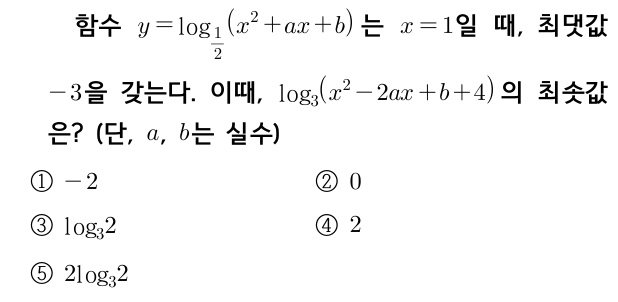 함수 y=log_{1/2}(x²+ax+b)는 x=1일 때, 최댓값
-3을 갖는다. 이때, log₃(x²-2ax+b+4)의 최솟값
은? (단, a, b는 실수)
① -2 ② 0
③ log₃2 ④ 2
⑤ 2log₃2